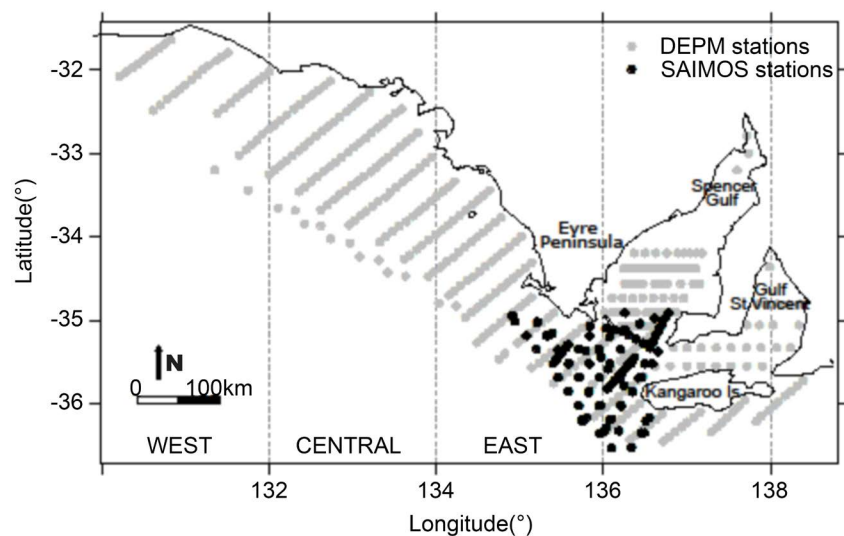 DEPM stations
SAIMOS stations
-32
-33
-34
-35
-36
Latitude(°)
Spencer
Gulf
Eyre
Peninsula
Gulf
St Vincent
Kangaroo Is
N
0 100km
WEST CENTRAL EAST
132 134 136 138
Longitude(°)